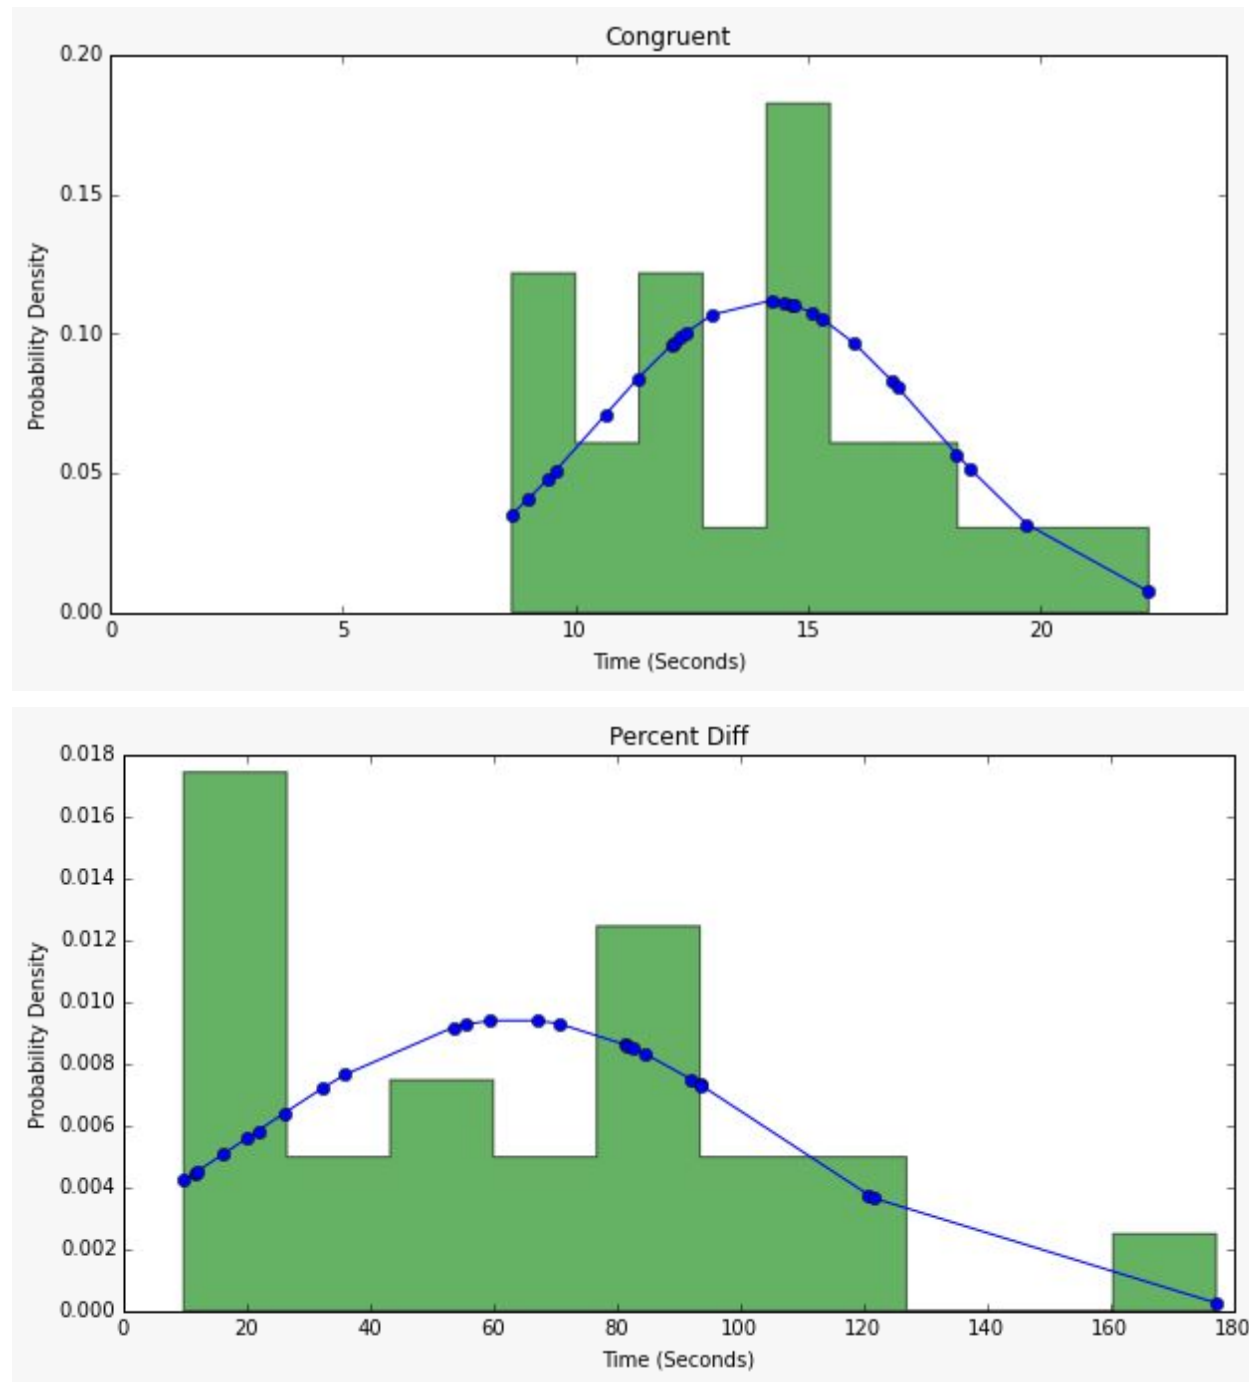 Congruent
0.20
0.15
0.10
0.05
0.00
Probability Density
0 5 10 15 20
Time (Seconds)
Percent Diff
0.018
0.016
0.014
0.012
0.010
0.008
0.006
0.004
0.002
0.000
Probability Density
0 20 40 60 80 100 120 140 160 180
Time (Seconds)